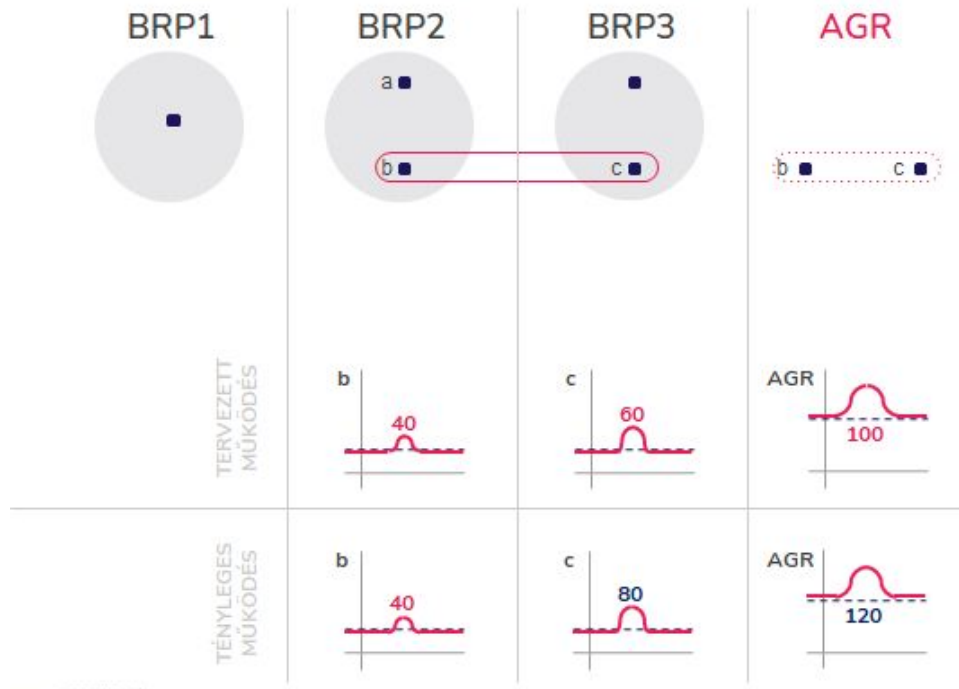 BRP1
BRP2
BRP3
AGR
a
b
c
b
c
TERVEZETT
MŰKÖDÉS
b
40
c
60
AGR
100
TÉNYLEGES
MŰKÖDÉS
b
40
c
80
AGR
120